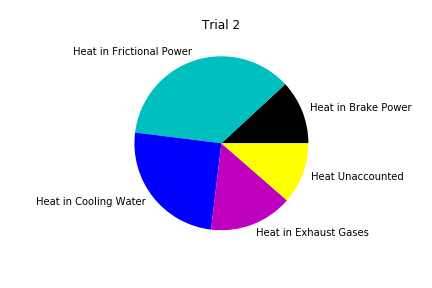 Trial 2
Heat in Frictional Power
Heat in Brake Power
Heat Unaccounted
Heat in Cooling Water
Heat in Exhaust Gases